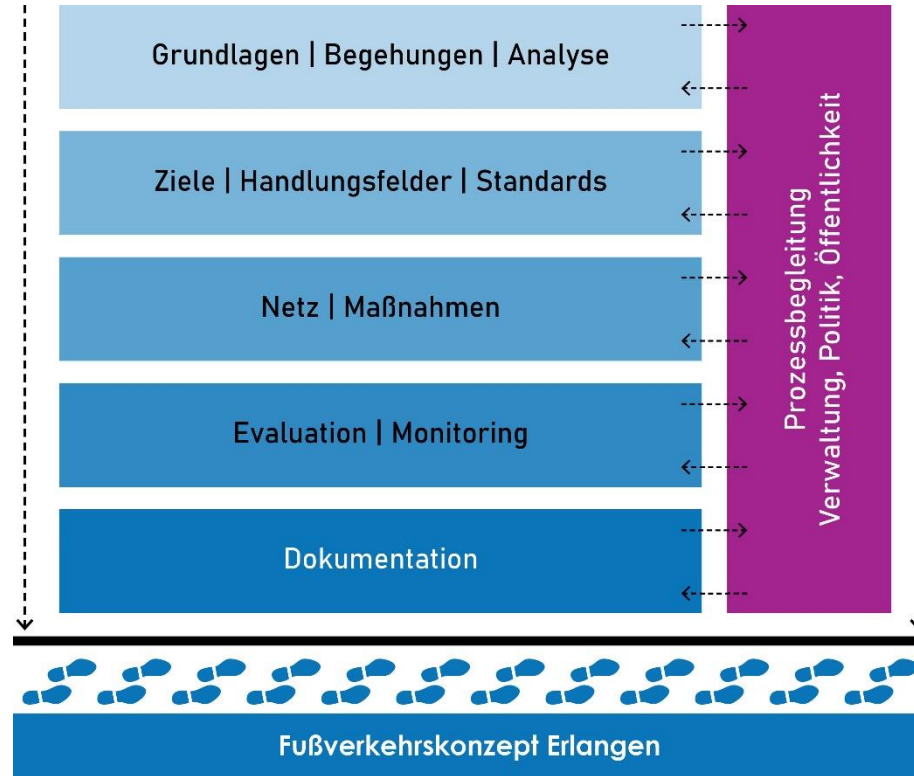 Grundlagen | Begehungen | Analyse
Ziele | Handlungsfelder | Standards
Netz | Maßnahmen
Evaluation | Monitoring
Dokumentation
Prozessbegleitung
Verwaltung, Politik, Öffentlichkeit
Fußverkehrskonzept Erlangen